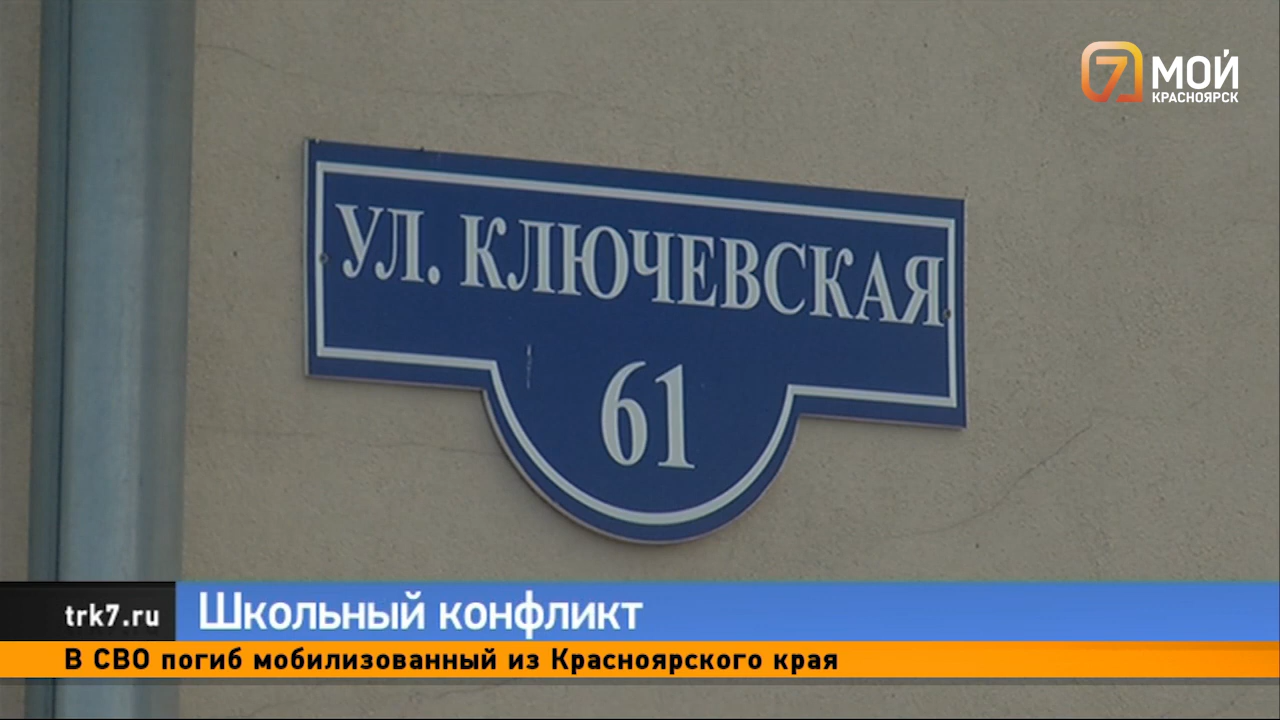 7 МОЙ
КРАСНОЯРСК
УЛ. КЛЮЧЕВСКАЯ
61
trk7.ru
Школьный конфликт
В СВО погиб мобилизованный из Красноярского края